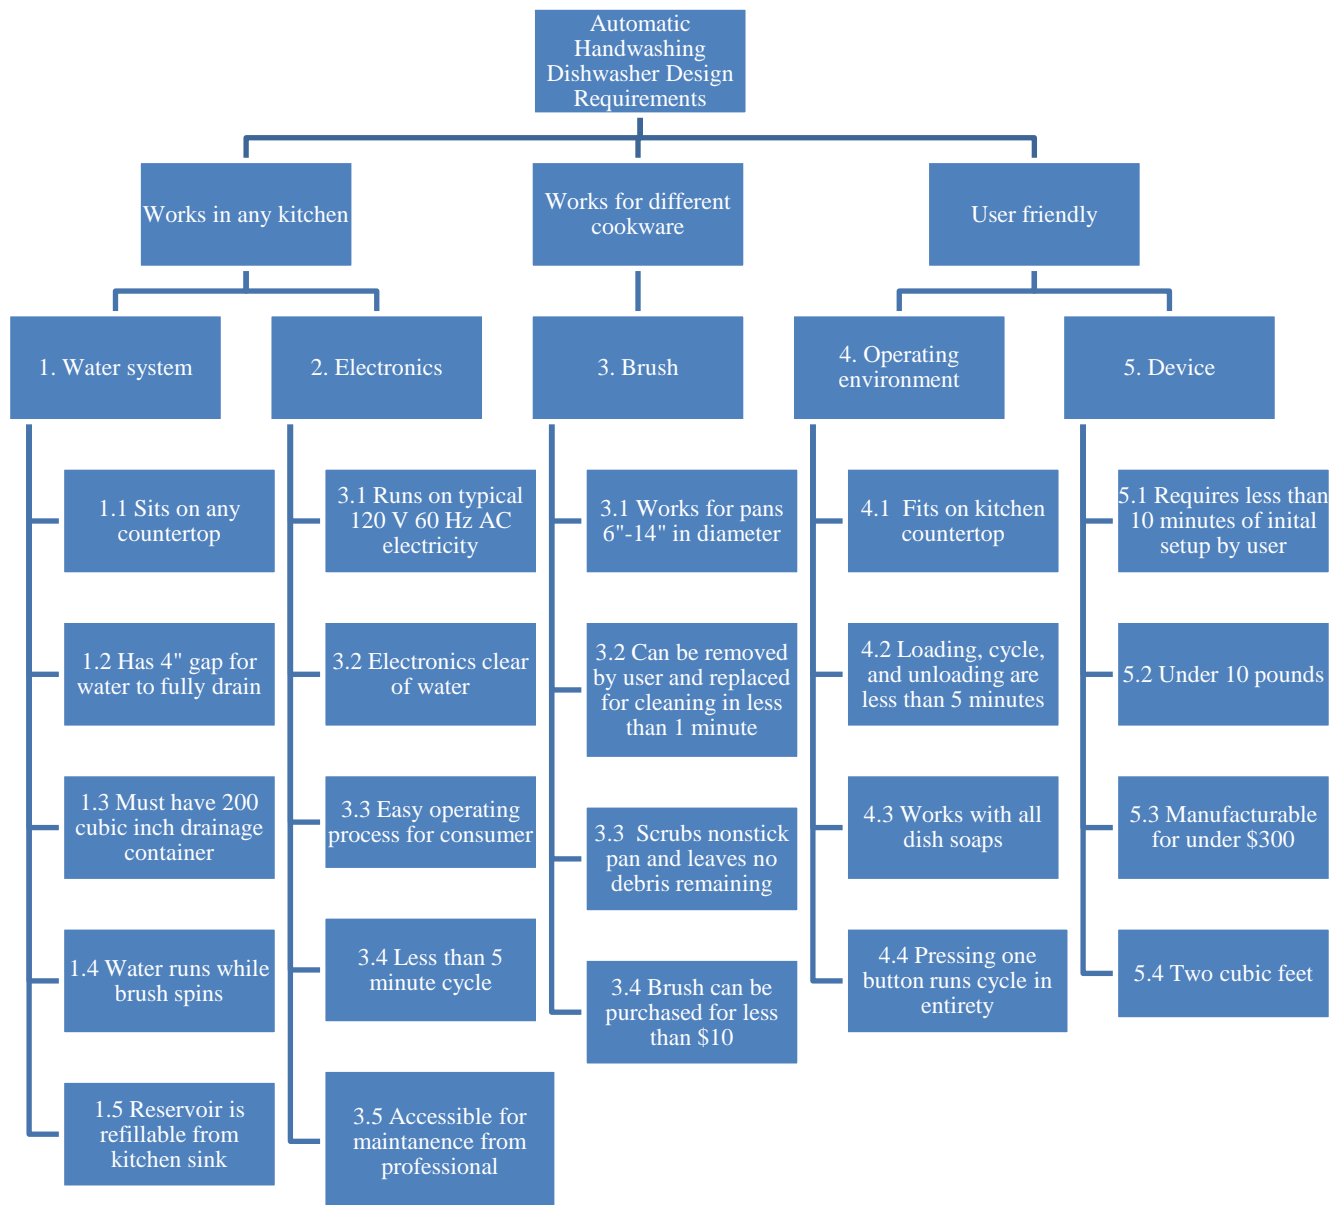 Automatic
Handwashing
Dishwasher Design
Requirements
Works in any kitchen
Works for different
cookware
User friendly
1. Water system
2. Electronics
3. Brush
4. Operating
environment
5. Device
1.1 Sits on any
countertop
1.2 Has 4" gap for
water to fully drain
1.3 Must have 200
cubic inch drainage
container
1.4 Water runs while
brush spins
1.5 Reservoir is
refillable from
kitchen sink
3.1 Runs on typical
120 V 60 Hz AC
electricity
3.2 Electronics clear
of water
3.3 Easy operating
process for consumer
3.4 Less than 5
minute cycle
3.5 Accessible for
maintanence from
professional
3.1 Works for pans
6"-14" in diameter
3.2 Can be removed
by user and replaced
for cleaning in less
than 1 minute
3.3 Scrubs nonstick
pan and leaves no
debris remaining
3.4 Brush can be
purchased for less
than $10
4.1 Fits on kitchen
countertop
4.2 Loading, cycle,
and unloading are
less than 5 minutes
4.3 Works with all
dish soaps
4.4 Pressing one
button runs cycle in
entirety
5.1 Requires less than
10 minutes of inital
setup by user
5.2 Under 10 pounds
5.3 Manufacturable
for under $300
5.4 Two cubic feet